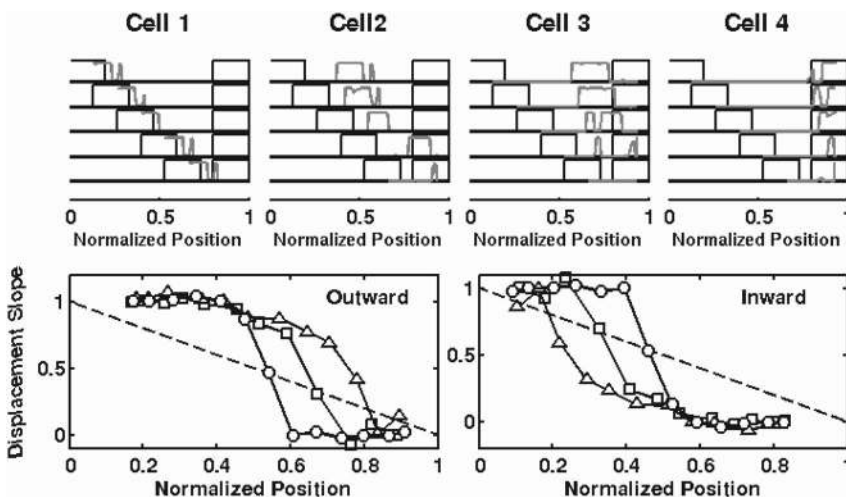 Cell 1 Cell2 Cell 3 Cell 4
0 0.5 1 0 0.5 1 0 0.5 1 0 0.5 1
Normalized Position Normalized Position Normalized Position Normalized Position
Displacement Slope
1
0.5
0
Outward
0 0.2 0.4 0.6 0.8 1
Normalized Position
1
0.5
0
Inward
0 0.2 0.4 0.6 0.8 1
Normalized Position